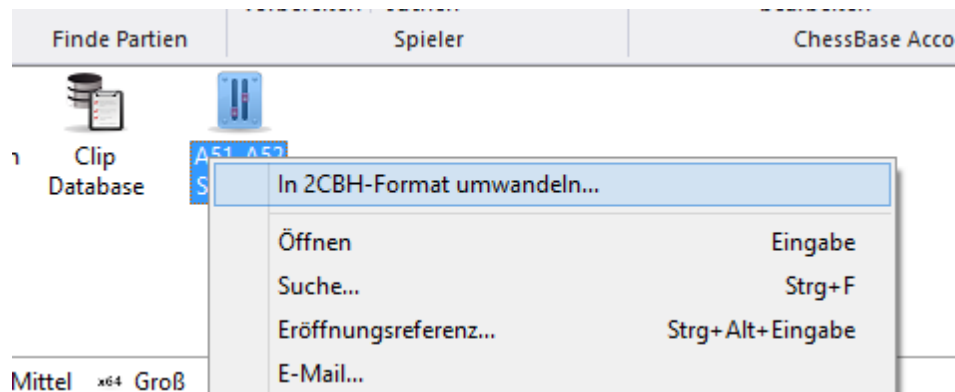 Finde Partien
Spieler
ChessBase Acco
Clip
Database
A51 A52
S
In 2CBH-Format umwandeln...
Öffnen Eingabe
Suche... Strg+F
Eröffnungsreferenz... Strg+Alt+Eingabe
E-Mail...
Mittel x64 Groß